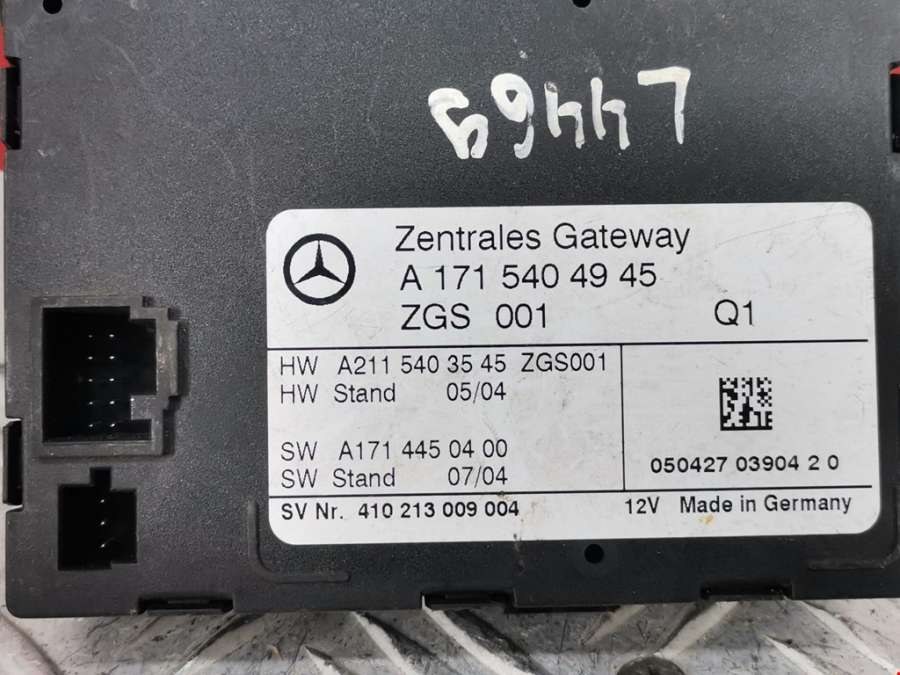 Zentrales Gateway
A 171 540 49 45
ZGS 001 Q1
HW A211 540 35 45 ZGS001
HW Stand 05/04
SW A171 445 04 00
SW Stand 07/04
050427 03904 2 0
SV Nr. 410 213 009 004
12V Made in Germany